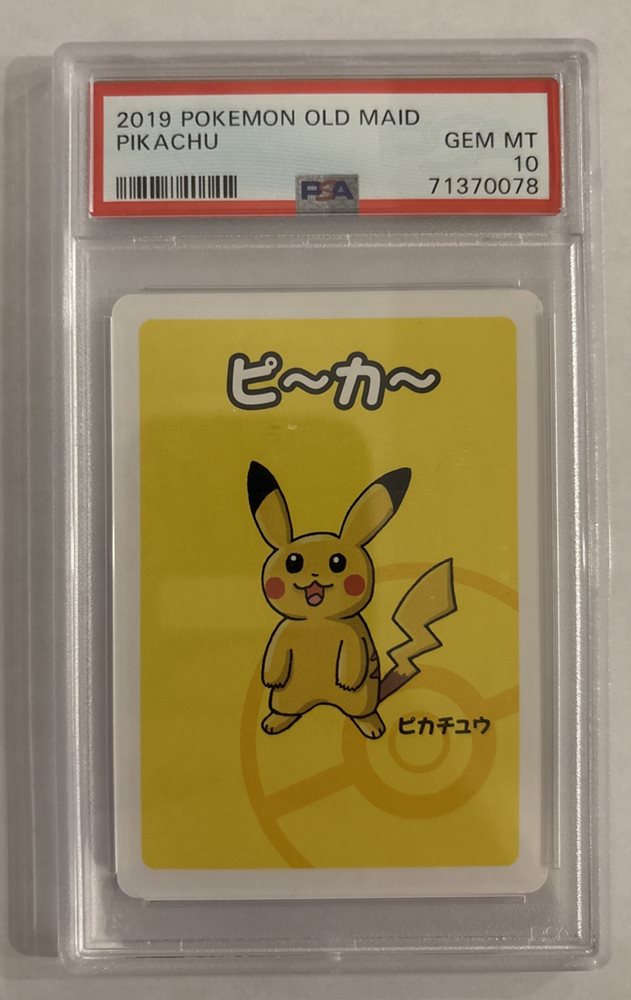 2019 POKEMON OLD MAID
PIKACHU GEM MT
10
PSA 71370078
ピ～カ～
ピカチュウ